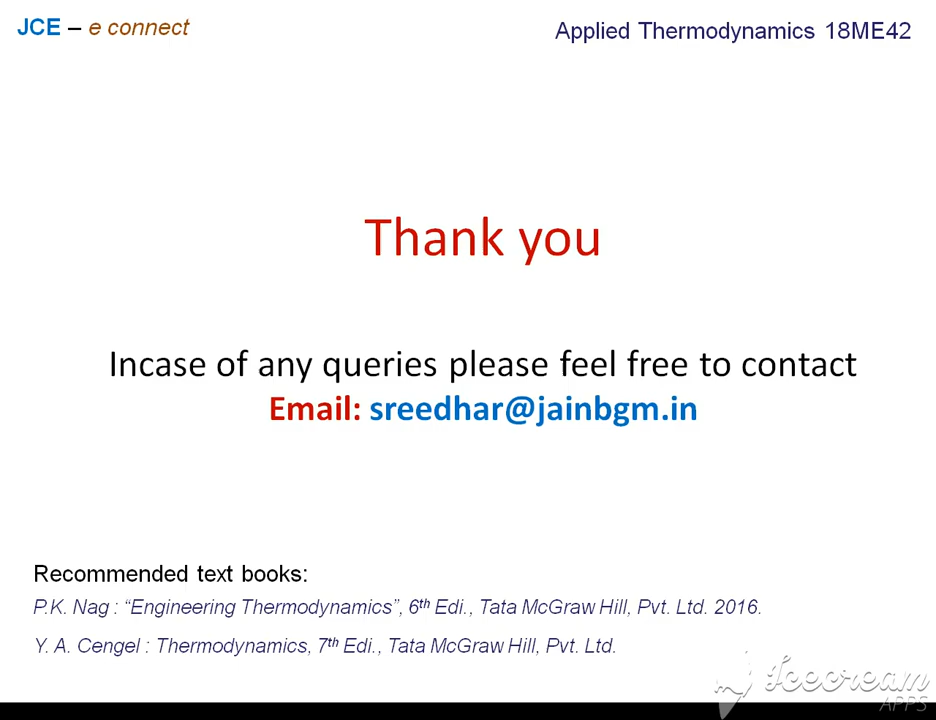 JCE – e connect
Applied Thermodynamics 18ME42
Thank you
Incase of any queries please feel free to contact
Email: sreedhar@jainbgm.in
Recommended text books:
P.K. Nag : “Engineering Thermodynamics”, 6th Edi., Tata McGraw Hill, Pvt. Ltd. 2016.
Y. A. Cengel : Thermodynamics, 7th Edi., Tata McGraw Hill, Pvt. Ltd.
Icecream
APPS